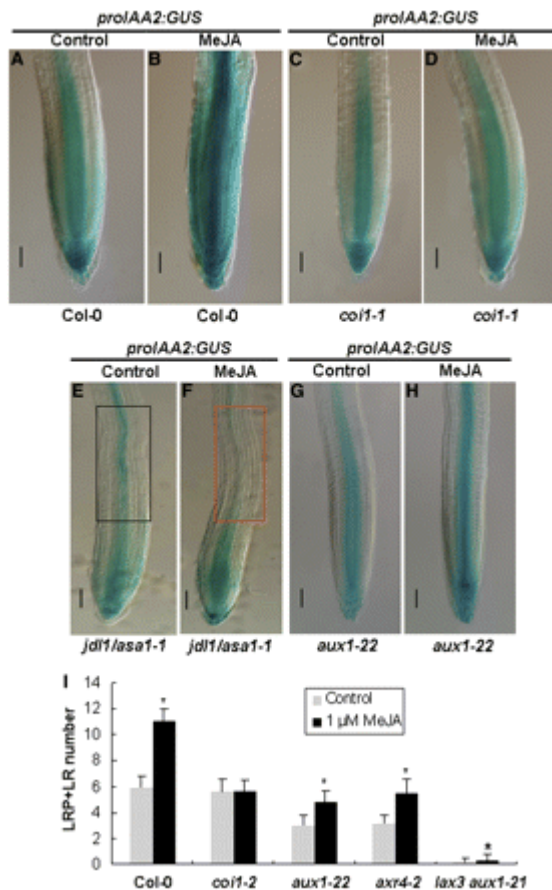 proIAA2:GUS proIAA2:GUS
Control MeJA Control MeJA
A B C D
Col-0 Col-0 coi1-1 coi1-1
proIAA2:GUS proIAA2:GUS
Control MeJA Control MeJA
E F G H
jdl1/asa1-1 jdl1/asa1-1 aux1-22 aux1-22
I
LRP+LR number
14
12
10
8
6
4
2
0
Control
1 µM MeJA
* * * *
Col-0 coi1-2 aux1-22 axr4-2 lax3 aux1-21